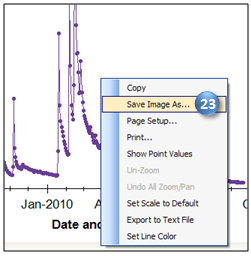 Copy
Save Image As... 23
Page Setup...
Print...
Show Point Values
Un-Zoom
Undo All Zoom/Pan
Set Scale to Default
Export to Text File
Set Line Color
Jan-2010
Date and